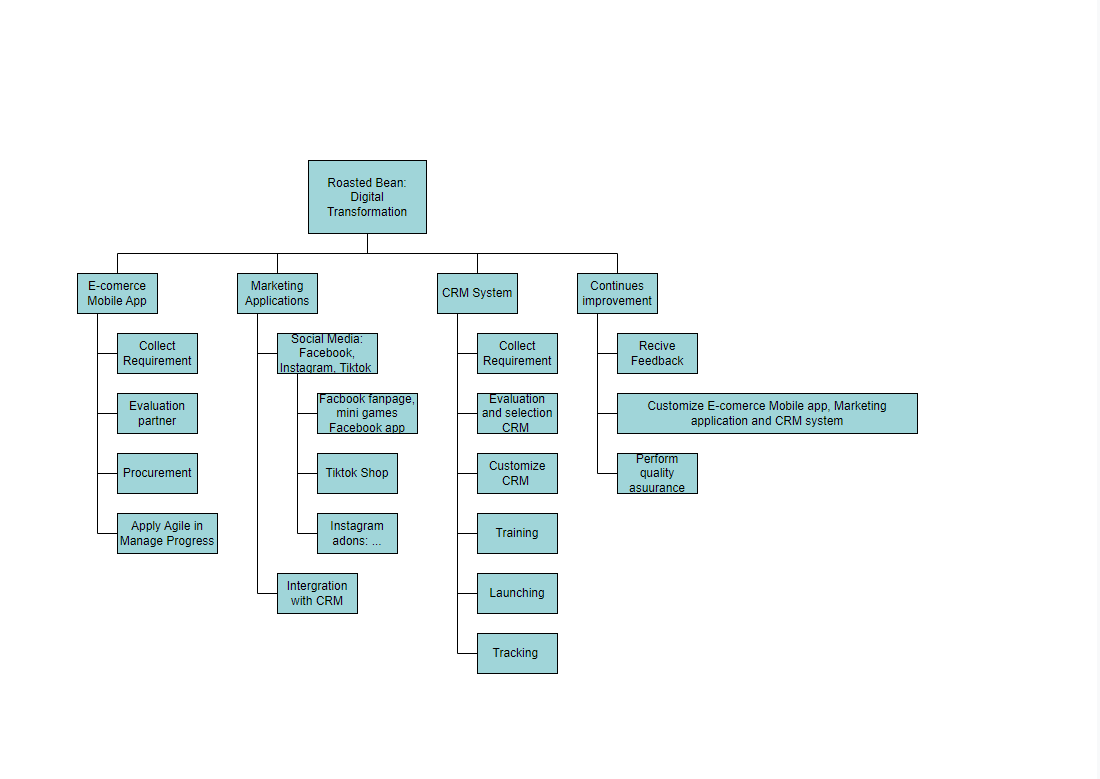 Roasted Bean:
Digital
Transformation
E-comerce
Mobile App
Marketing
Applications
CRM System
Continues
improvement
Collect
Requirement
Evaluation
partner
Procurement
Apply Agile in
Manage Progress
Social Media:
Facebook,
Instagram, Tiktok
Facbook fanpage,
mini games
Facebook app
Tiktok Shop
Instagram
adons: ...
Intergration
with CRM
Collect
Requirement
Evaluation
and selection
CRM
Customize
CRM
Training
Launching
Tracking
Recive
Feedback
Customize E-comerce Mobile app, Marketing
application and CRM system
Perform
quality
asuurance